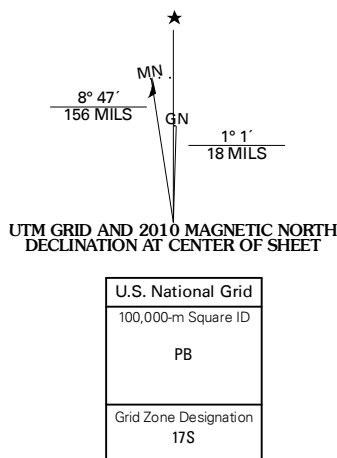 MN
8° 47´
156 MILS
GN
1° 1´
18 MILS
UTM GRID AND 2010 MAGNETIC NORTH
DECLINATION AT CENTER OF SHEET
U.S. National Grid
100,000-m Square ID
PB
Grid Zone Designation
17S